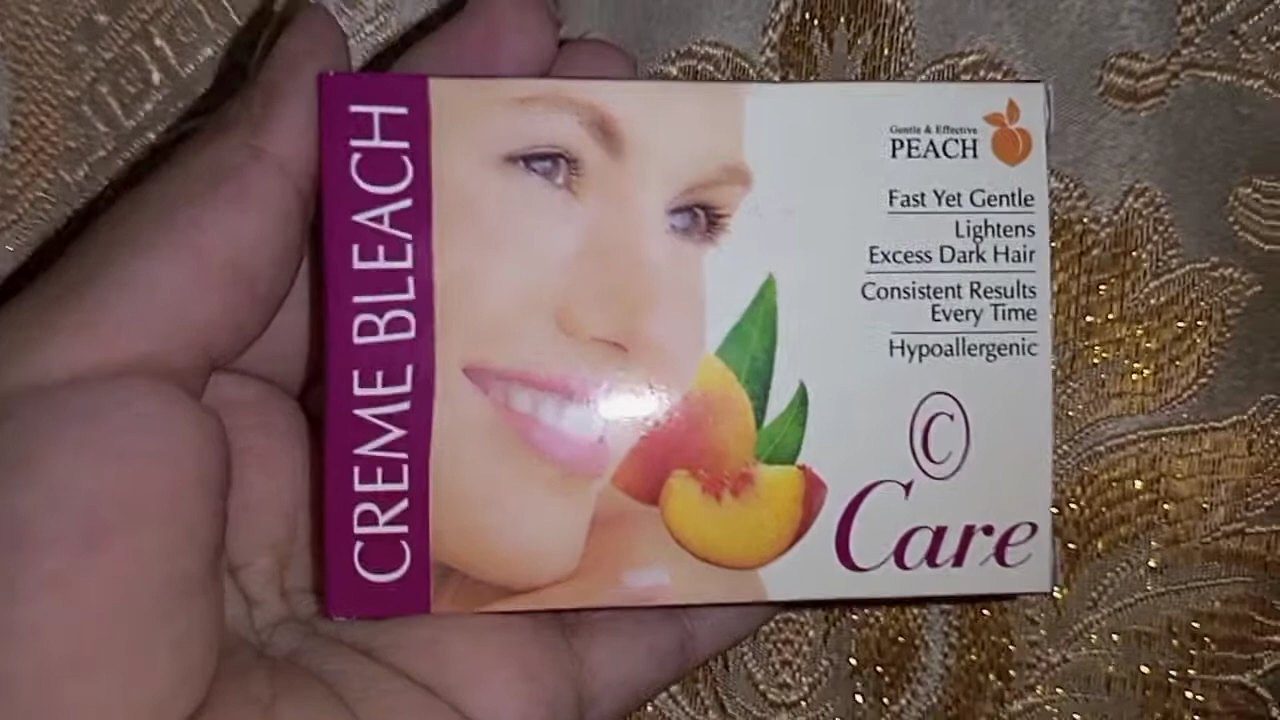 CREME BLEACH
Gentle & Effective
PEACH
Fast Yet Gentle
Lightens
Excess Dark Hair
Consistent Results
Every Time
Hypoallergenic
C
Care